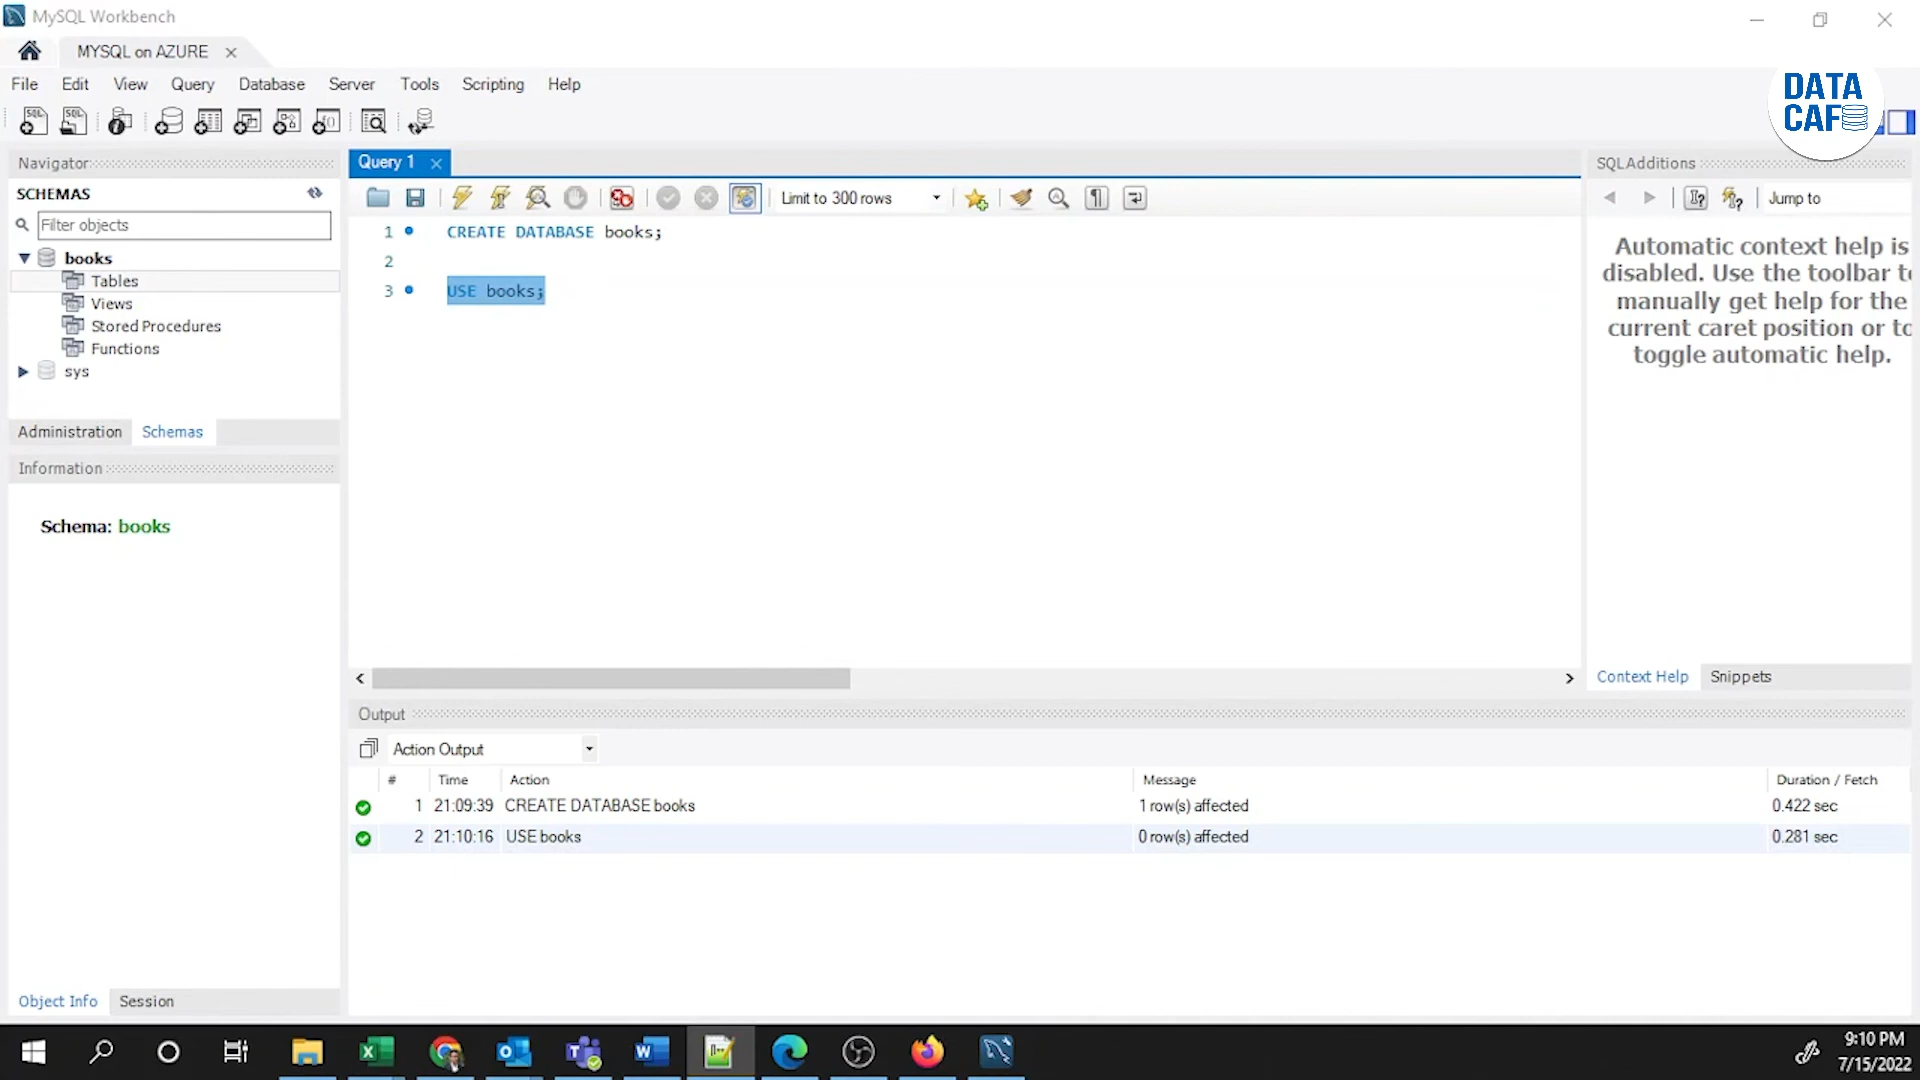 MySQL Workbench
MYSQL on AZURE
File Edit View Query Database Server Tools Scripting Help
DATA
CAFE
Navigator
SCHEMAS
Filter objects
books
Tables
Views
Stored Procedures
Functions
sys
Administration Schemas
Information
Schema: books
Object Info Session
Query 1
Limit to 300 rows
1 CREATE DATABASE books;
2
3 USE books;
SQLAdditions
Jump to
Automatic context help is
disabled. Use the toolbar to
manually get help for the
current caret position or to
toggle automatic help.
Context Help Snippets
Output
Action Output
# Time Action Message Duration / Fetch
1 21:09:39 CREATE DATABASE books 1 row(s) affected 0.422 sec
2 21:10:16 USE books 0 row(s) affected 0.281 sec
9:10 PM
7/15/2022